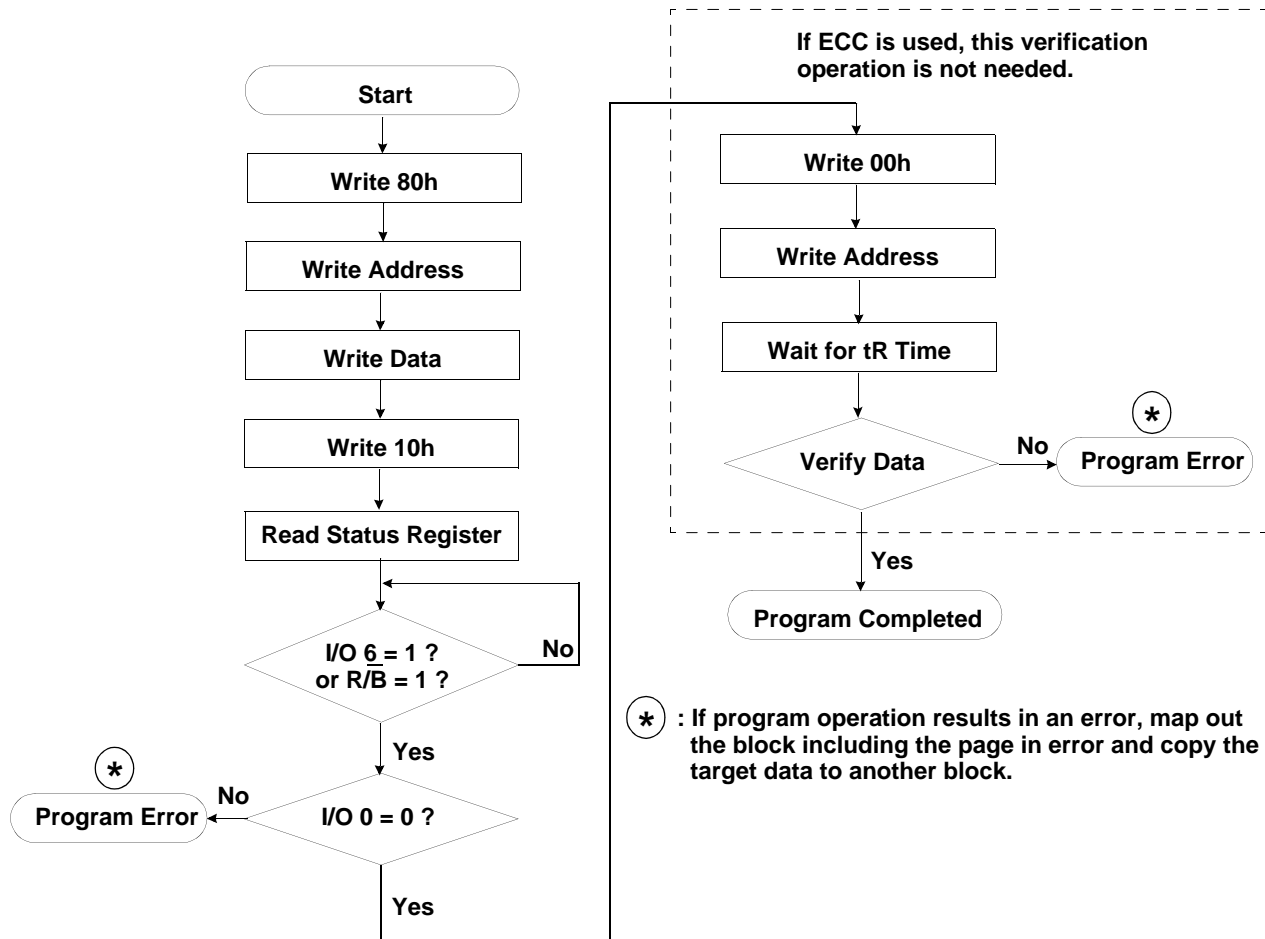 Start
Write 80h
Write Address
Write Data
Write 10h
Read Status Register
I/O 6 = 1 ?
or R/B̅ = 1 ?
No
Yes
*
No
Program Error
I/O 0 = 0 ?
Yes
If ECC is used, this verification
operation is not needed.
Write 00h
Write Address
Wait for tR Time
*
Verify Data
No
Program Error
Yes
Program Completed
* : If program operation results in an error, map out
the block including the page in error and copy the
target data to another block.